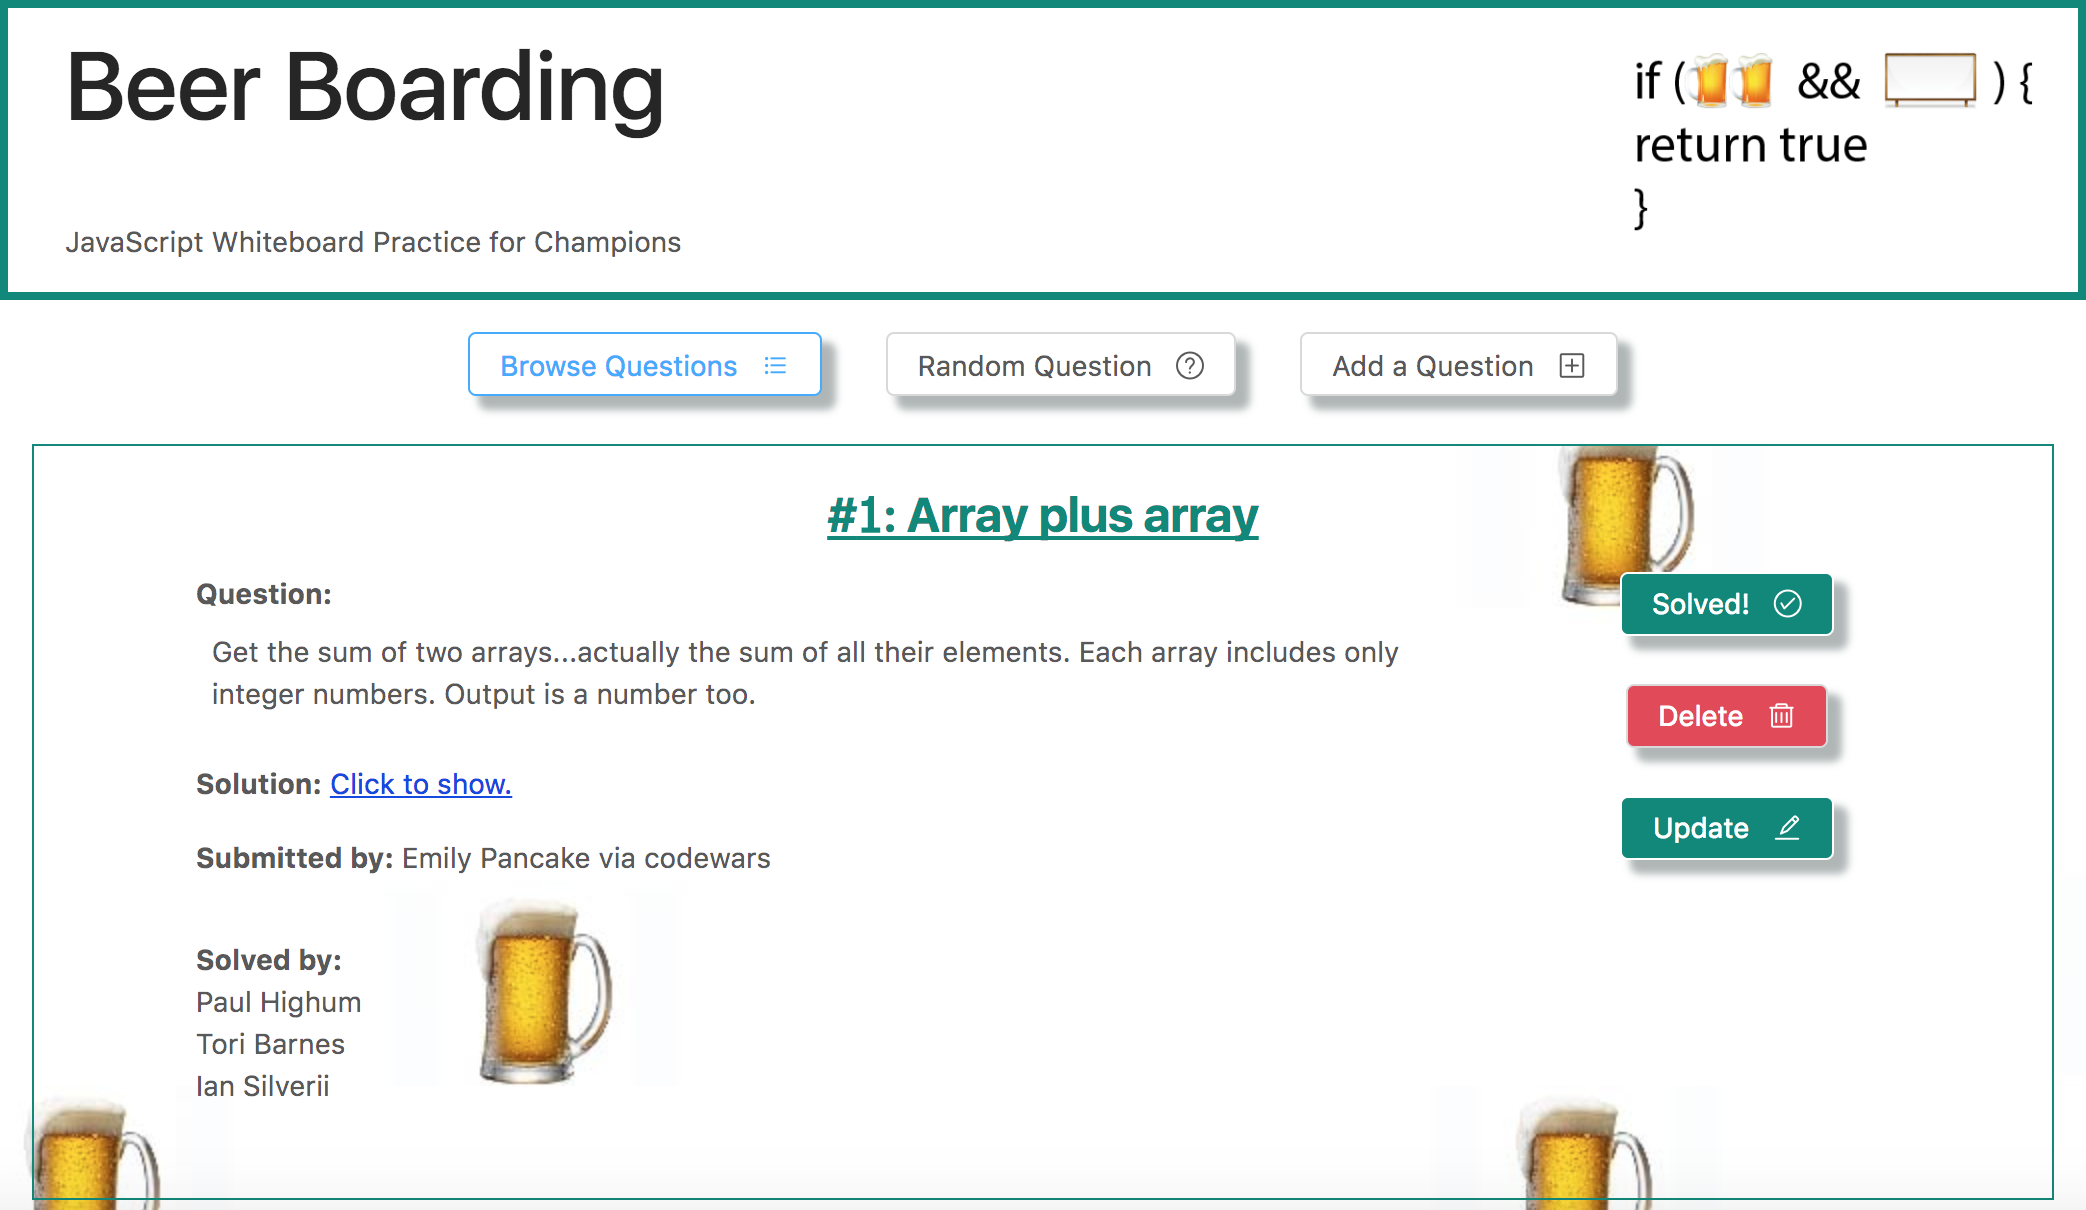 Beer Boarding
JavaScript Whiteboard Practice for Champions
if (🍺🍺 && ) {
return true
}
Browse Questions
Random Question
Add a Question
#1: Array plus array
Question:
Get the sum of two arrays...actually the sum of all their elements. Each array includes only
integer numbers. Output is a number too.
Solution: Click to show.
Submitted by: Emily Pancake via codewars
Solved by:
Paul Highum
Tori Barnes
Ian Silverii
Solved!
Delete
Update